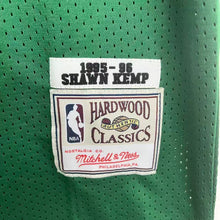 1995-96
SHAWN KEMP
HARDWOOD
NBA
CLASSICS
NOSTALGIA CO.
Mitchell & Ness
PHILADELPHIA, PA.